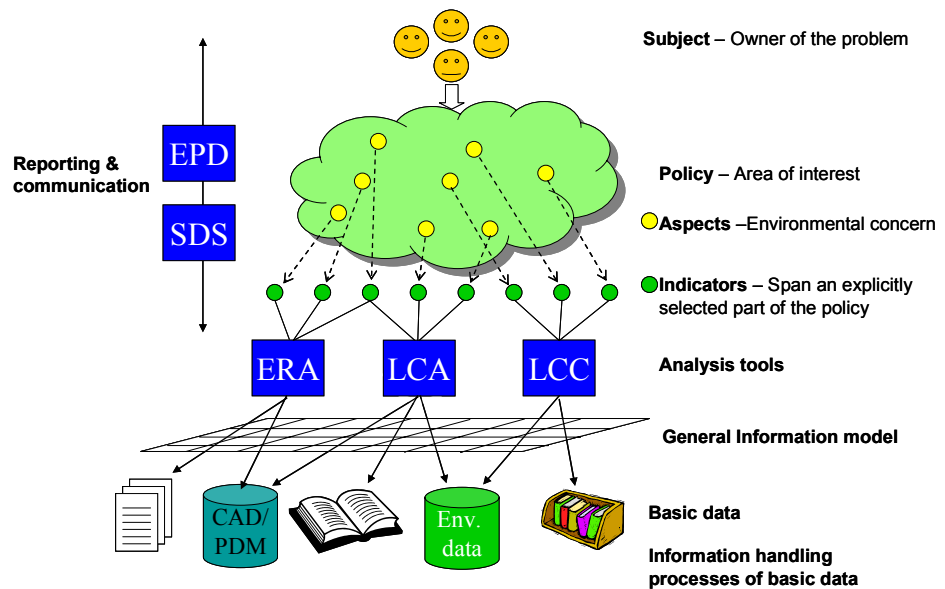 Subject – Owner of the problem
Reporting &
communication
EPD
SDS
Policy – Area of interest
Aspects –Environmental concern
Indicators – Span an explicitly
selected part of the policy
ERA
LCA
LCC
Analysis tools
General Information model
CAD/
PDM
Env.
data
Basic data
Information handling
processes of basic data